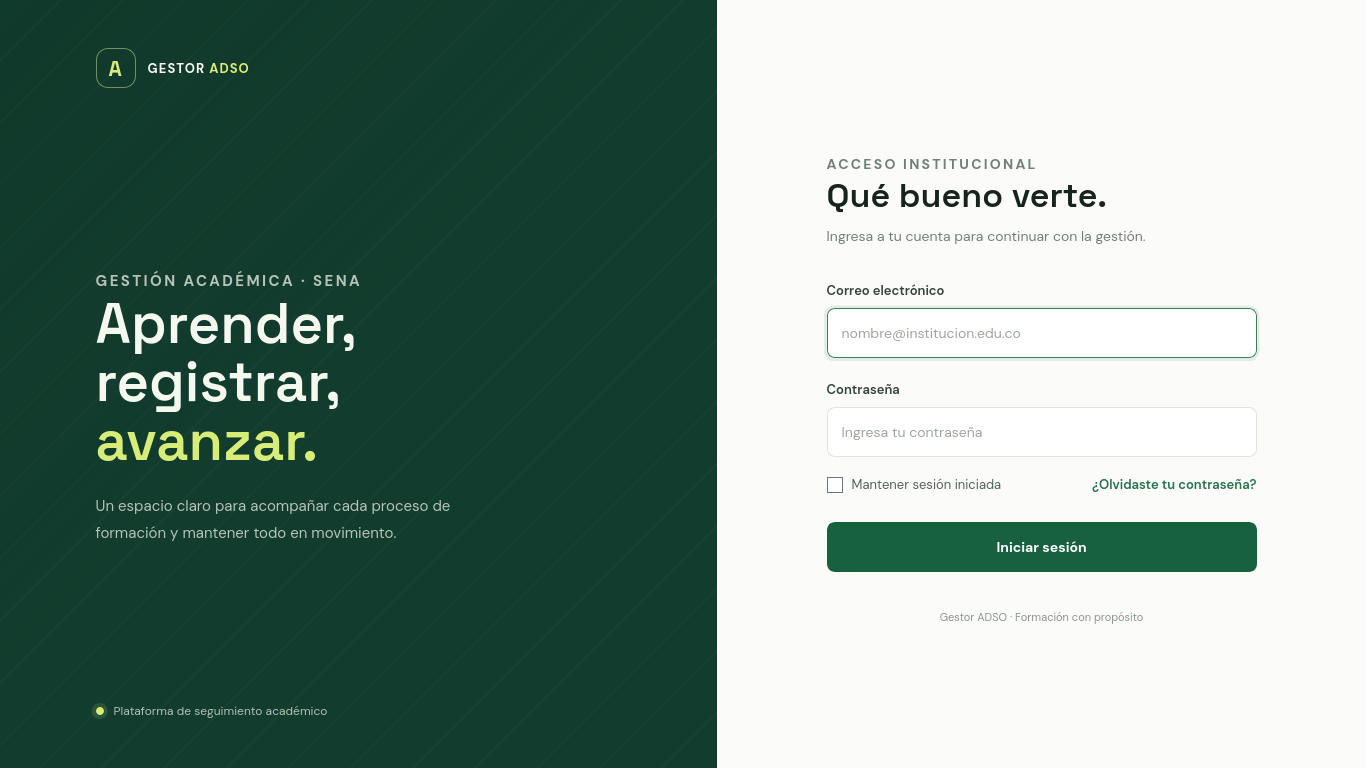 A
GESTOR ADSO
GESTIÓN ACADÉMICA · SENA
Aprender,
registrar,
avanzar.
Un espacio claro para acompañar cada proceso de
formación y mantener todo en movimiento.
Plataforma de seguimiento académico
ACCESO INSTITUCIONAL
Qué bueno verte.
Ingresa a tu cuenta para continuar con la gestión.
Correo electrónico
nombre@institucion.edu.co
Contraseña
Ingresa tu contraseña
Mantener sesión iniciada
¿Olvidaste tu contraseña?
Iniciar sesión
Gestor ADSO · Formación con propósito